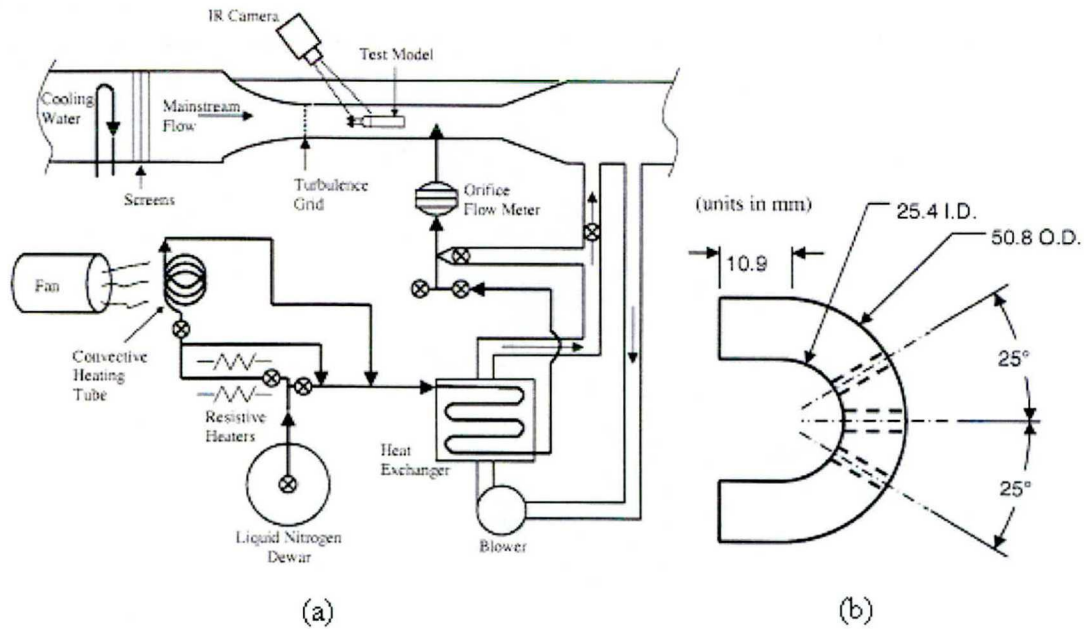 IR Camera
Test Model
Cooling
Water
Mainstream
Flow
Screens
Turbulence
Grid
Orifice
Flow Meter
Fan
Convective
Heating
Tube
Resistive
Heaters
Heat
Exchanger
Liquid Nitrogen
Dewar
Blower
(a)
(units in mm)
25.4 I.D.
50.8 O.D.
10.9
25°
25°
(b)